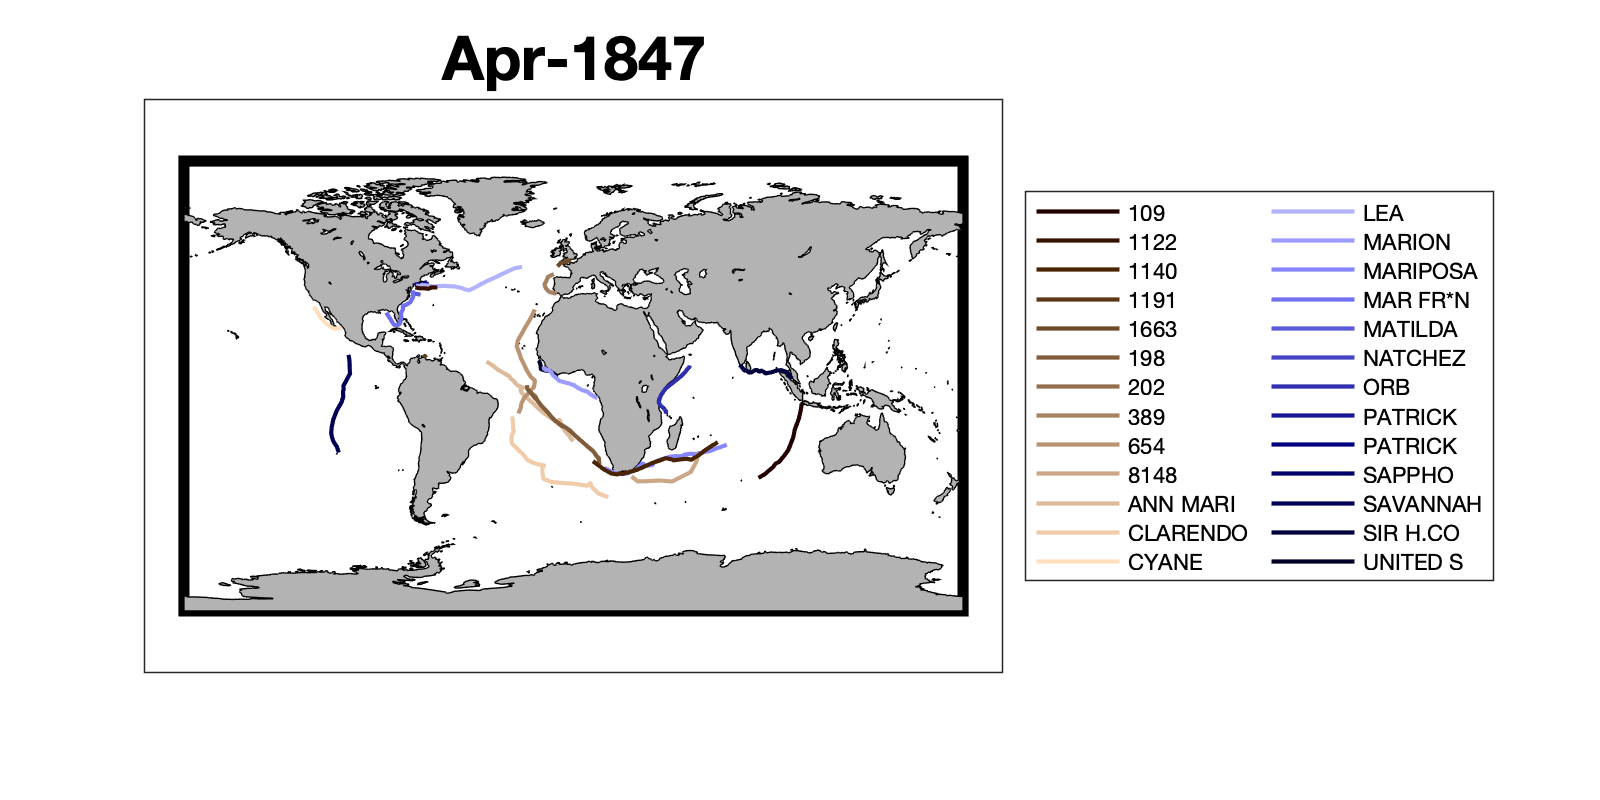 Apr-1847
109
1122
1140
1191
1663
198
202
389
654
8148
ANN MARI
CLARENDO
CYANE
LEA
MARION
MARIPOSA
MAR FR*N
MATILDA
NATCHEZ
ORB
PATRICK
PATRICK
SAPPHO
SAVANNAH
SIR H.CO
UNITED S